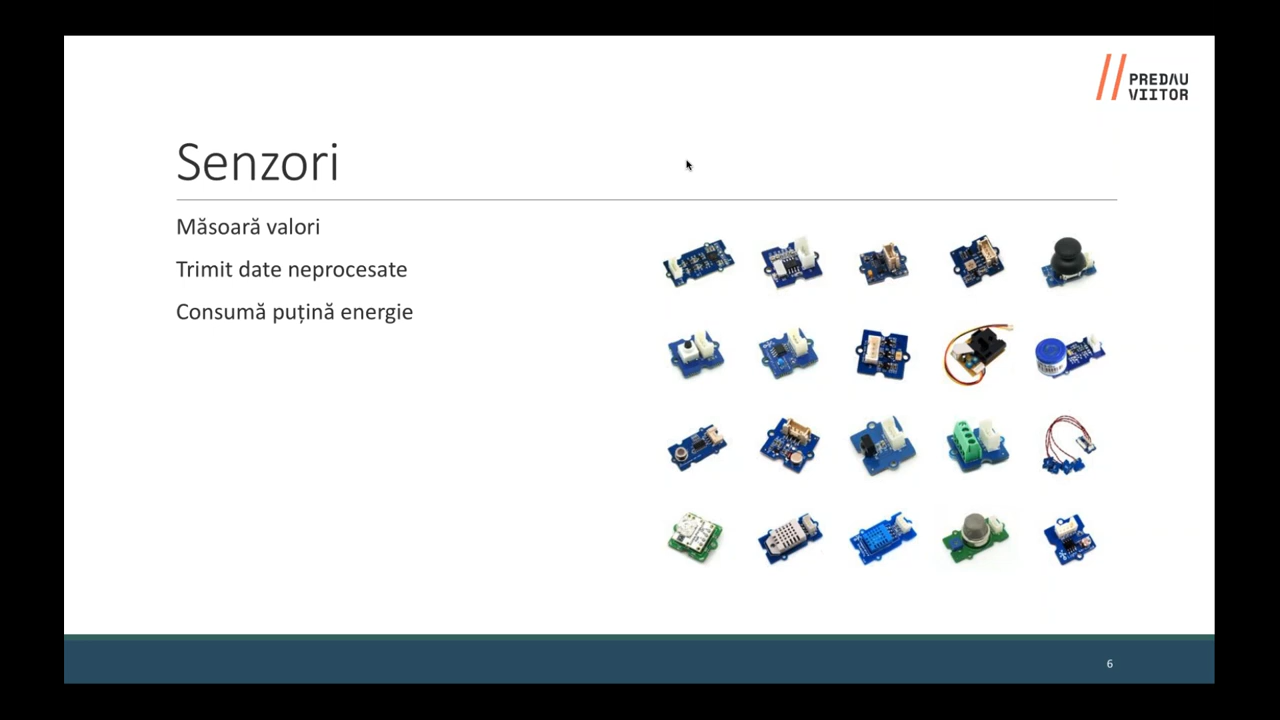 PREDAU
VIITOR
Senzori
Măsoară valori
Trimit date neprocesate
Consumă puțină energie
6